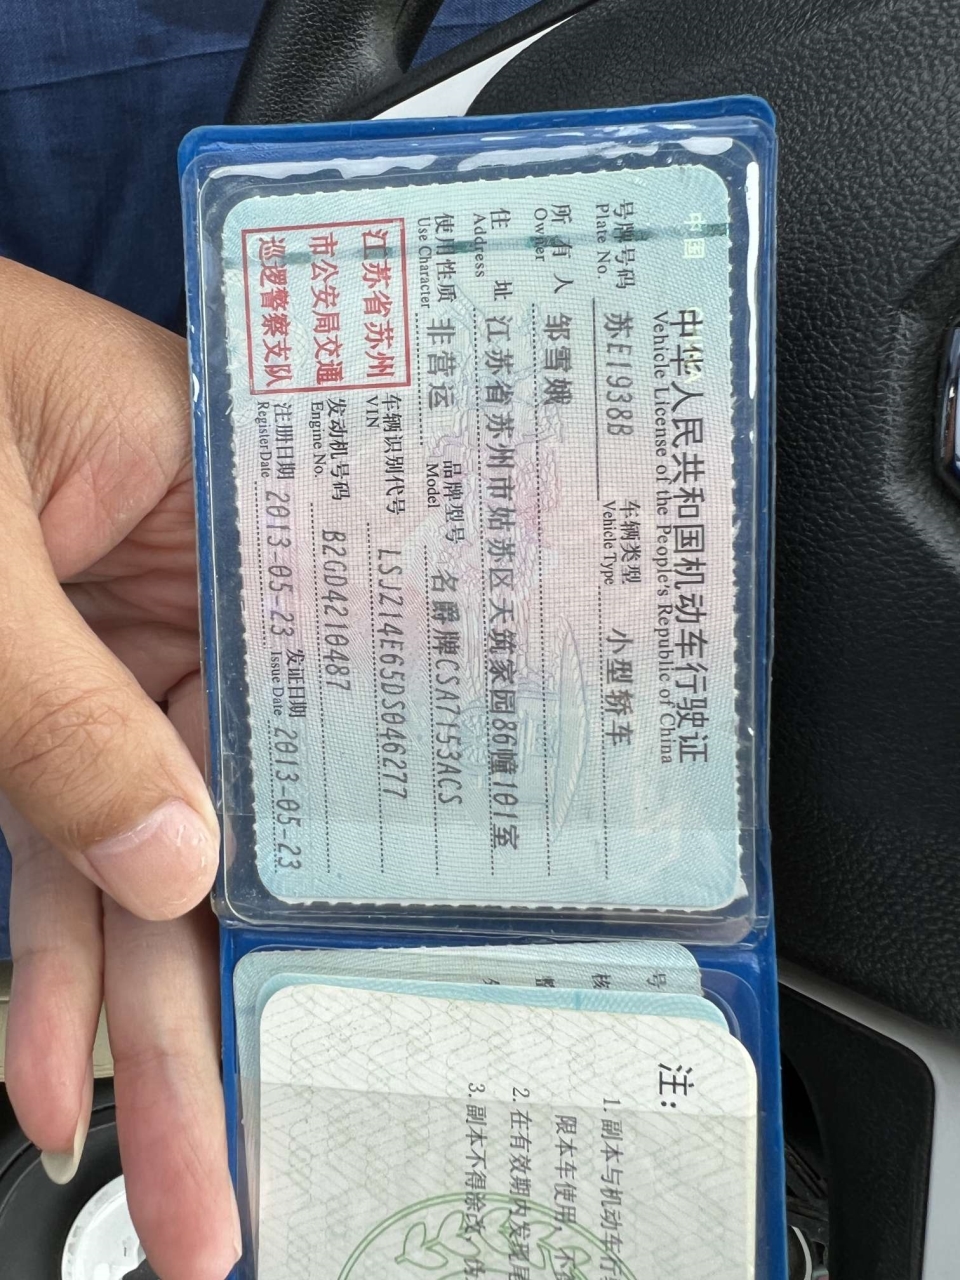 中国
中华人民共和国机动车行驶证
Vehicle License of the People's Republic of China
号牌号码 苏E1938B 车辆类型 小型轿车
Plate No. Vehicle Type
所有人 邹雪娥
Owner
住址 江苏省苏州市姑苏区天筑家园86幢101室
Address
使用性质 非营运 品牌型号 名爵牌CSA7153ACS
Use Character Model
江苏省苏州
市公安局交通
巡逻警察支队
车辆识别代号 LSJZ14E65DS046277
VIN
发动机号码 B2GD4210487
Engine No.
注册日期 2013-05-23 发证日期 2013-05-23
Register Date Issue Date
号
核
注：
1. 副本与机动车行
限本车使用，不
2. 在有效期内发现尾
3. 副本不得涂改，伪